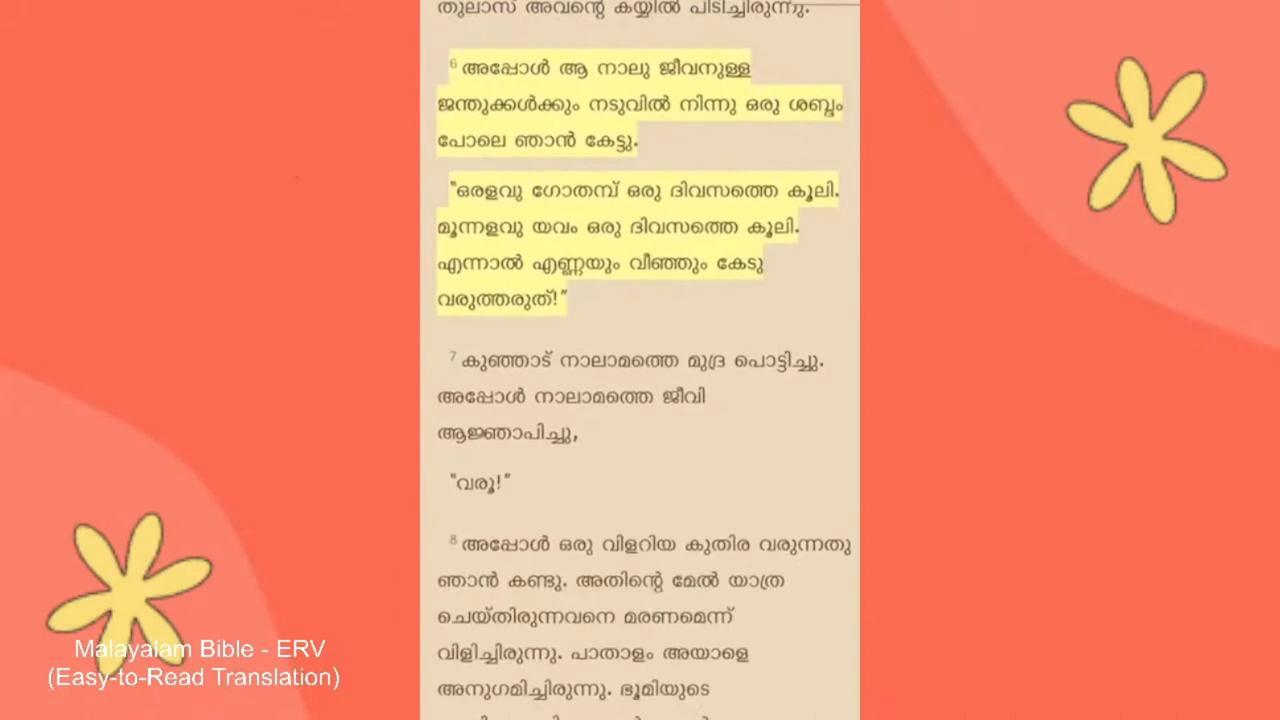 തുലാസ് അവന്റെ കയ്യിൽ പിടിച്ചിരുന്നു.
6 അപ്പോൾ ആ നാലു ജീവനുള്ള
ജന്തുക്കൾക്കും നടുവിൽ നിന്നു ഒരു ശബ്ദം
പോലെ ഞാൻ കേട്ടു.
“ഒരളവു ഗോതമ്പ് ഒരു ദിവസത്തെ കൂലി.
മൂന്നളവു യവം ഒരു ദിവസത്തെ കൂലി.
എന്നാൽ എണ്ണയും വീഞ്ഞും കേടു
വരുത്തരുത്!”
7 കുഞ്ഞാട് നാലാമത്തെ മുദ്ര പൊട്ടിച്ചു.
അപ്പോൾ നാലാമത്തെ ജീവി
ആജ്ഞാപിച്ചു,
“വരൂ!”
8 അപ്പോൾ ഒരു വിളറിയ കുതിര വരുന്നതു
ഞാൻ കണ്ടു. അതിന്റെ മേൽ യാത്ര
ചെയ്തിരുന്നവനെ മരണമെന്ന്
വിളിച്ചിരുന്നു. പാതാളം അയാളെ
അനുഗമിച്ചിരുന്നു. ഭൂമിയുടെ
Malayalam Bible - ERV
(Easy-to-Read Translation)